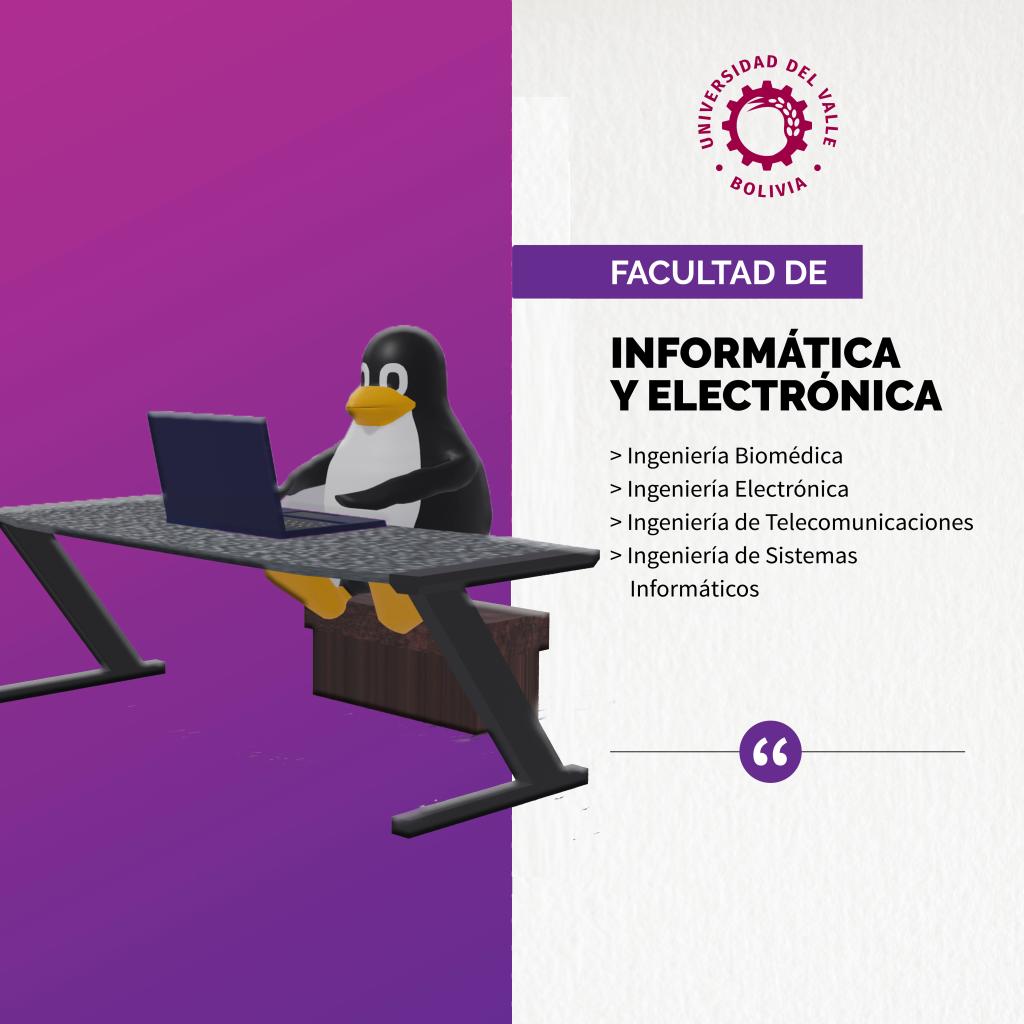 UNIVERSIDAD DEL VALLE
• BOLIVIA •
FACULTAD DE
INFORMÁTICA
Y ELECTRÓNICA
> Ingeniería Biomédica
> Ingeniería Electrónica
> Ingeniería de Telecomunicaciones
> Ingeniería de Sistemas
Informáticos
“